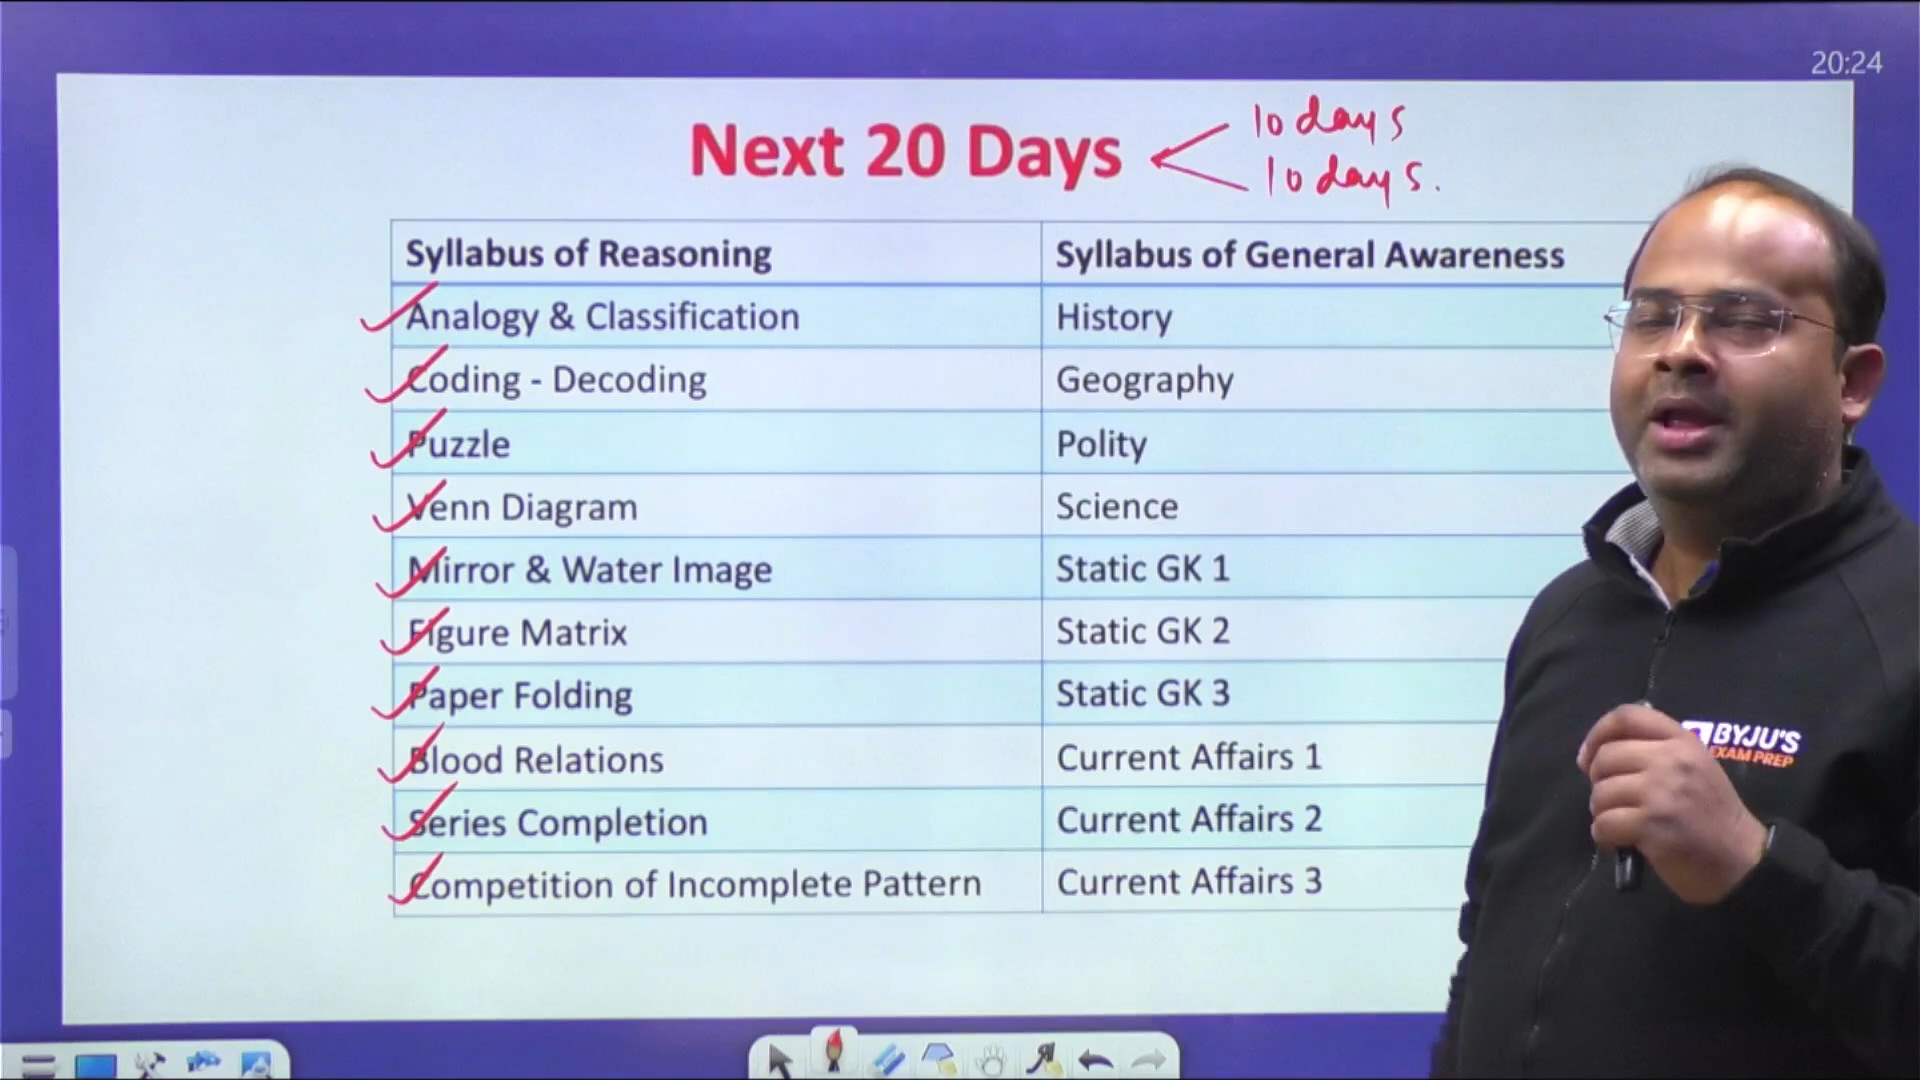 20:24
Next 20 Days
10 days
10 days.
Syllabus of Reasoning Syllabus of General Awareness
Analogy & Classification History
Coding - Decoding Geography
Puzzle Polity
Venn Diagram Science
Mirror & Water Image Static GK 1
Figure Matrix Static GK 2
Paper Folding Static GK 3
Blood Relations Current Affairs 1
Series Completion Current Affairs 2
Competition of Incomplete Pattern Current Affairs 3
BYJU'S
EXAM PREP